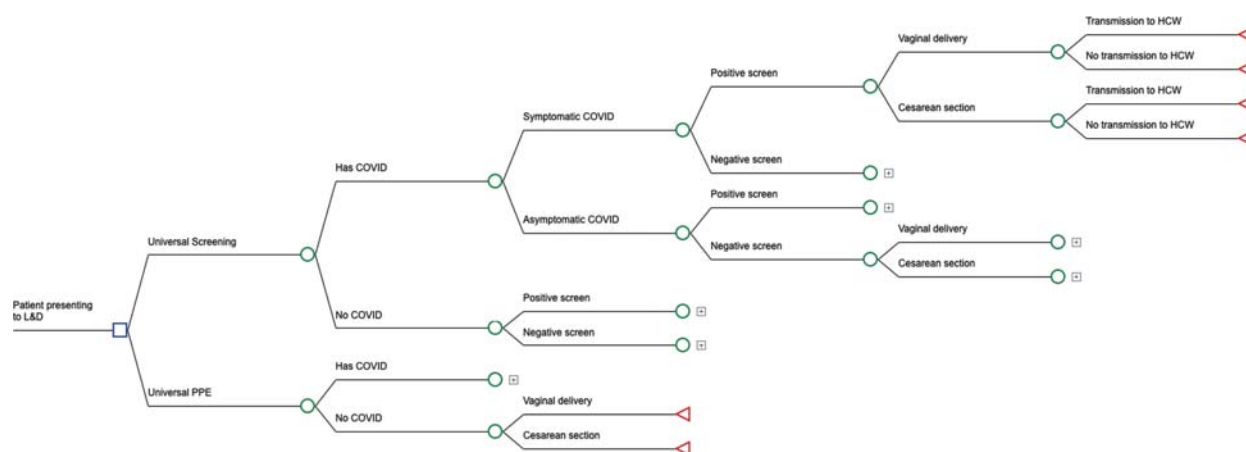 Transmission to HCW
Vaginal delivery
No transmission to HCW
Positive screen
Transmission to HCW
Cesarean section
Symptomatic COVID
No transmission to HCW
Negative screen
Has COVID
Positive screen
Asymptomatic COVID
Vaginal delivery
Universal Screening
Negative screen
Cesarean section
Patient presenting
to L&D
Positive screen
No COVID
Negative screen
Has COVID
Universal PPE
Vaginal delivery
No COVID
Cesarean section